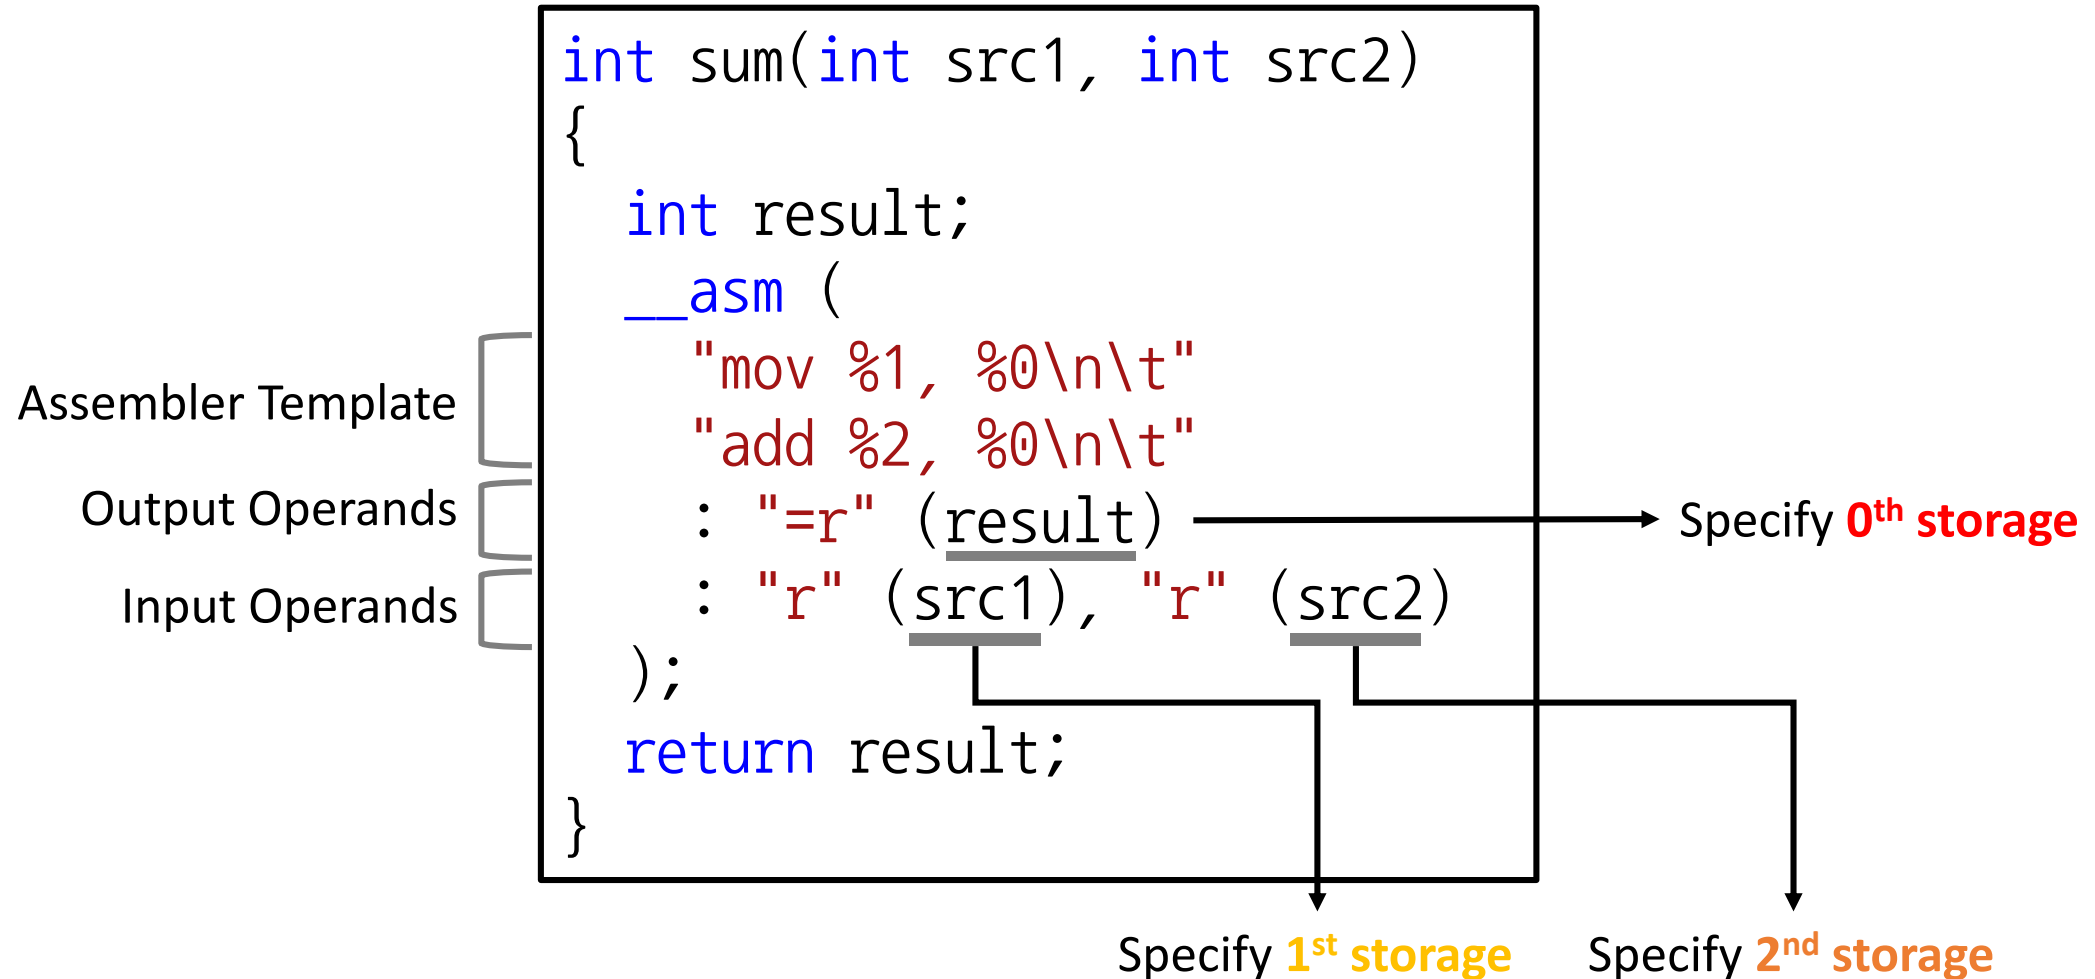 int sum(int src1, int src2)
{
int result;
__asm (
"mov %1, %0\n\t"
Assembler Template
"add %2, %0\n\t"
Output Operands
: "=r" (result)
Specify 0th storage
Input Operands
: "r" (src1), "r" (src2)
);
return result;
}
Specify 1st storage
Specify 2nd storage